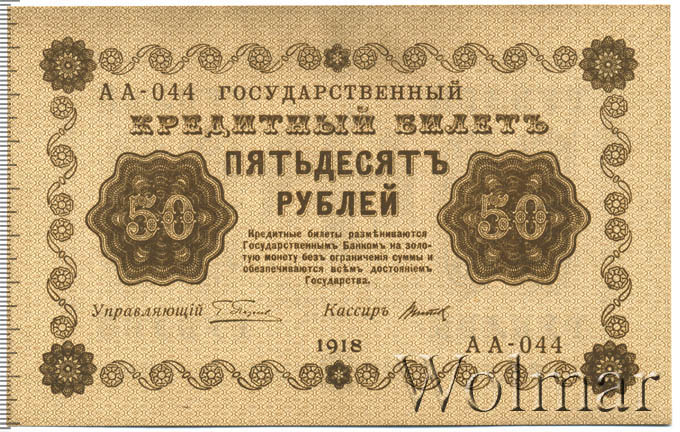 АА-044 ГОСУДАРСТВЕННЫЙ
КРЕДИТНЫЙ БИЛЕТЪ
ПЯТЬДЕСЯТЪ
РУБЛЕЙ
50
50
Кредитные билеты размѣниваются
Государственнымъ Банкомъ на золо-
тую монету безъ ограниченія суммы и
обезпечиваются всѣмъ достояніемъ
Государства.
Управляющій
Кассиръ
1918
АА-044
Wolmar